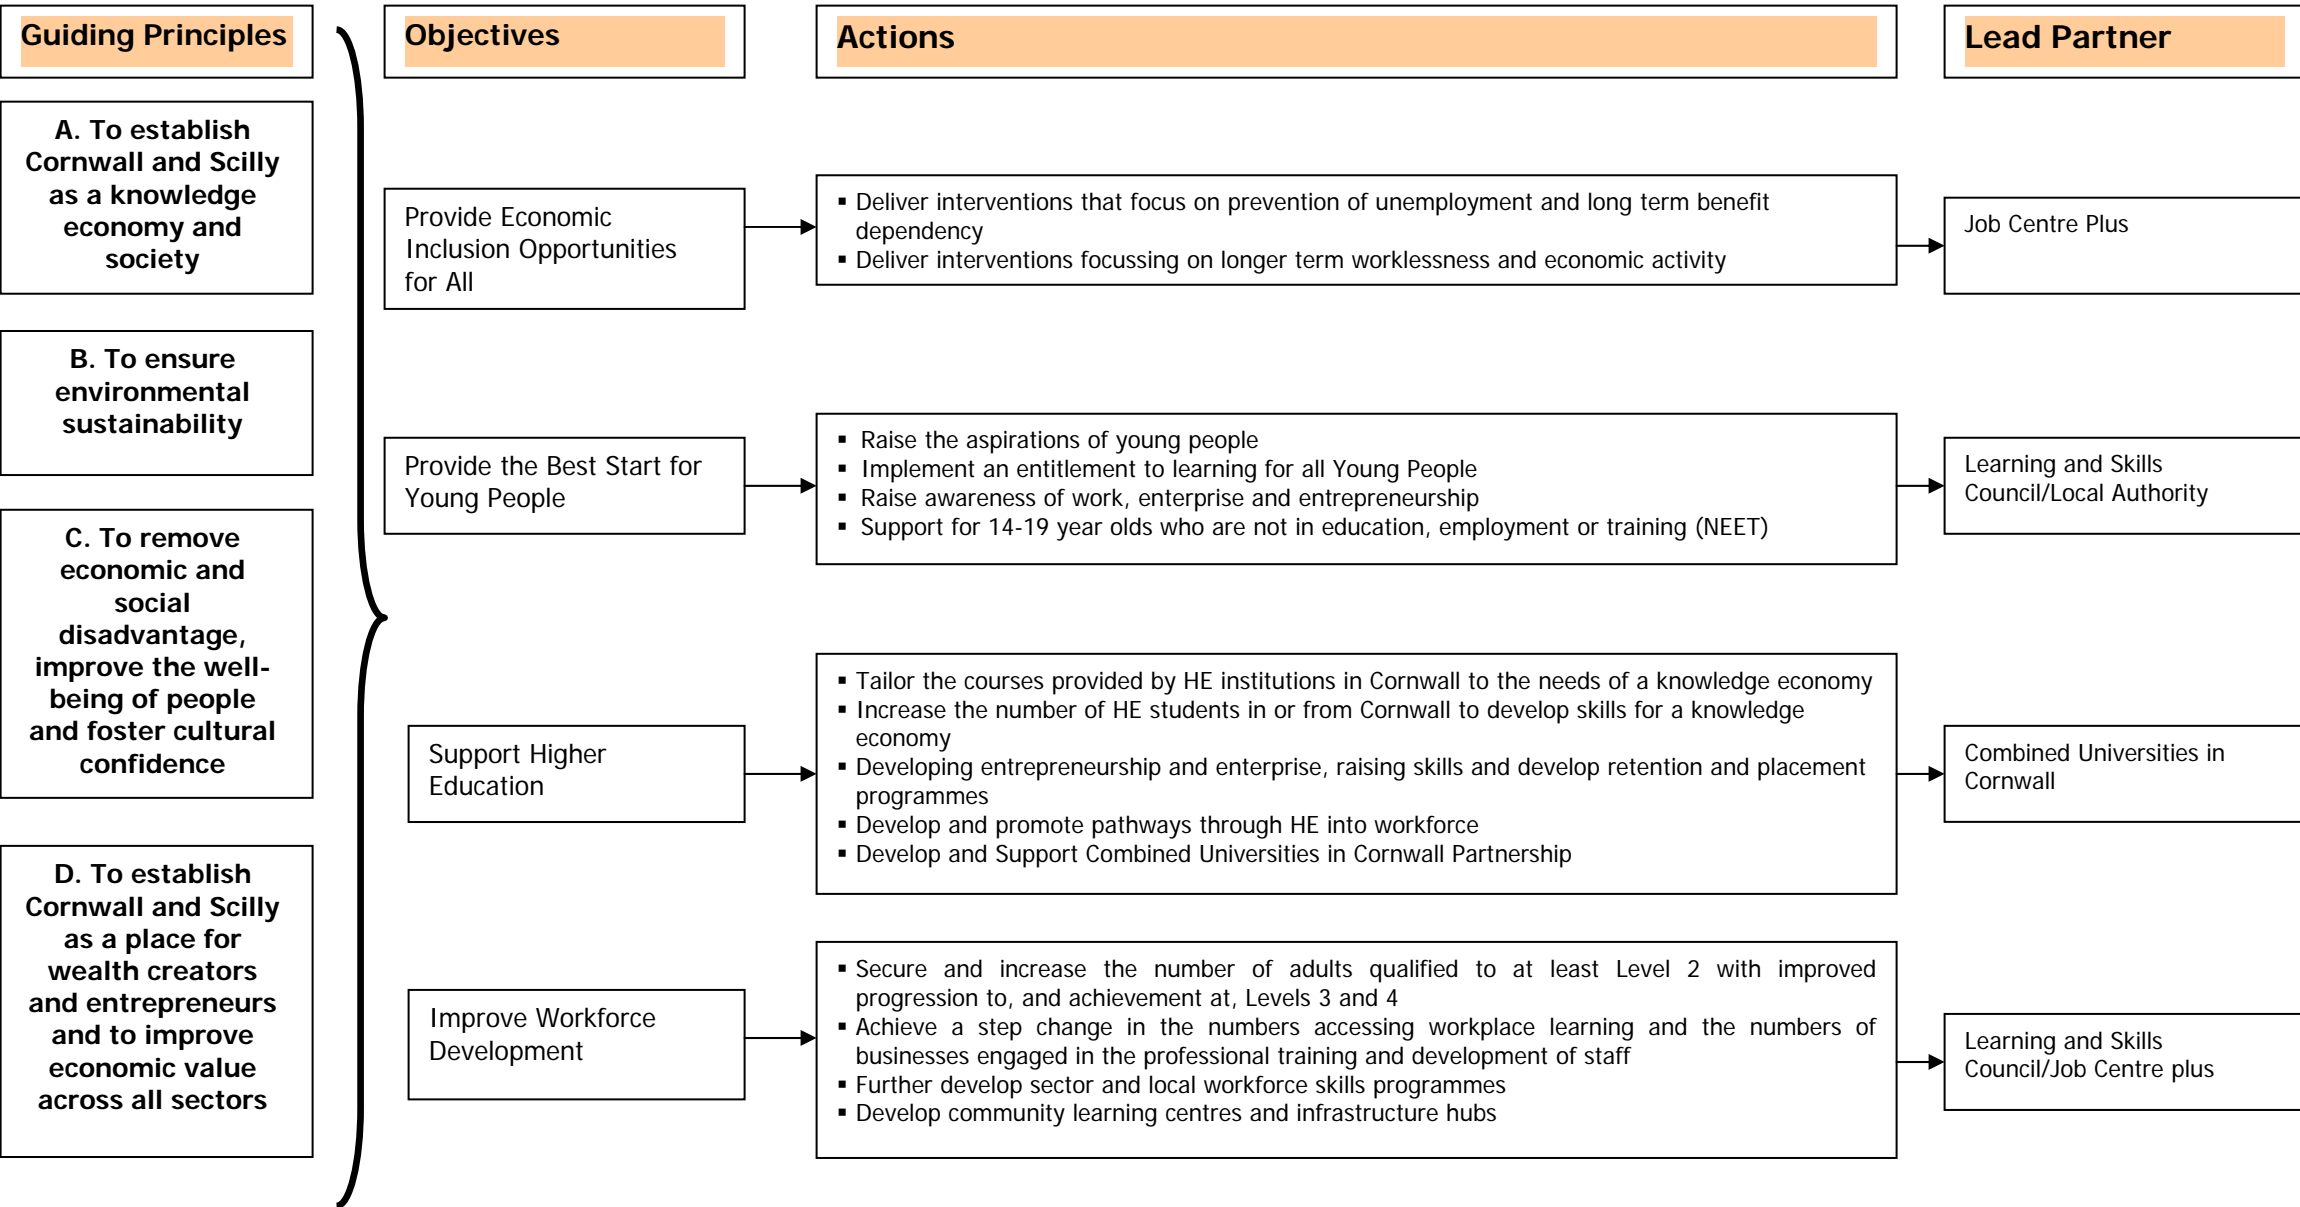 Guiding Principles
Objectives
Actions
Lead Partner
A. To establish
Cornwall and Scilly
as a knowledge
economy and
society
B. To ensure
environmental
sustainability
C. To remove
economic and
social
disadvantage,
improve the well-
being of people
and foster cultural
confidence
D. To establish
Cornwall and Scilly
as a place for
wealth creators
and entrepreneurs
and to improve
economic value
across all sectors
Provide Economic
Inclusion Opportunities
for All
▪ Deliver interventions that focus on prevention of unemployment and long term benefit
dependency
▪ Deliver interventions focussing on longer term worklessness and economic activity
Job Centre Plus
Provide the Best Start for
Young People
▪ Raise the aspirations of young people
▪ Implement an entitlement to learning for all Young People
▪ Raise awareness of work, enterprise and entrepreneurship
▪ Support for 14-19 year olds who are not in education, employment or training (NEET)
Learning and Skills
Council/Local Authority
Support Higher
Education
▪ Tailor the courses provided by HE institutions in Cornwall to the needs of a knowledge economy
▪ Increase the number of HE students in or from Cornwall to develop skills for a knowledge
economy
▪ Developing entrepreneurship and enterprise, raising skills and develop retention and placement
programmes
▪ Develop and promote pathways through HE into workforce
▪ Develop and Support Combined Universities in Cornwall Partnership
Combined Universities in
Cornwall
Improve Workforce
Development
▪ Secure and increase the number of adults qualified to at least Level 2 with improved
progression to, and achievement at, Levels 3 and 4
▪ Achieve a step change in the numbers accessing workplace learning and the numbers of
businesses engaged in the professional training and development of staff
▪ Further develop sector and local workforce skills programmes
▪ Develop community learning centres and infrastructure hubs
Learning and Skills
Council/Job Centre plus